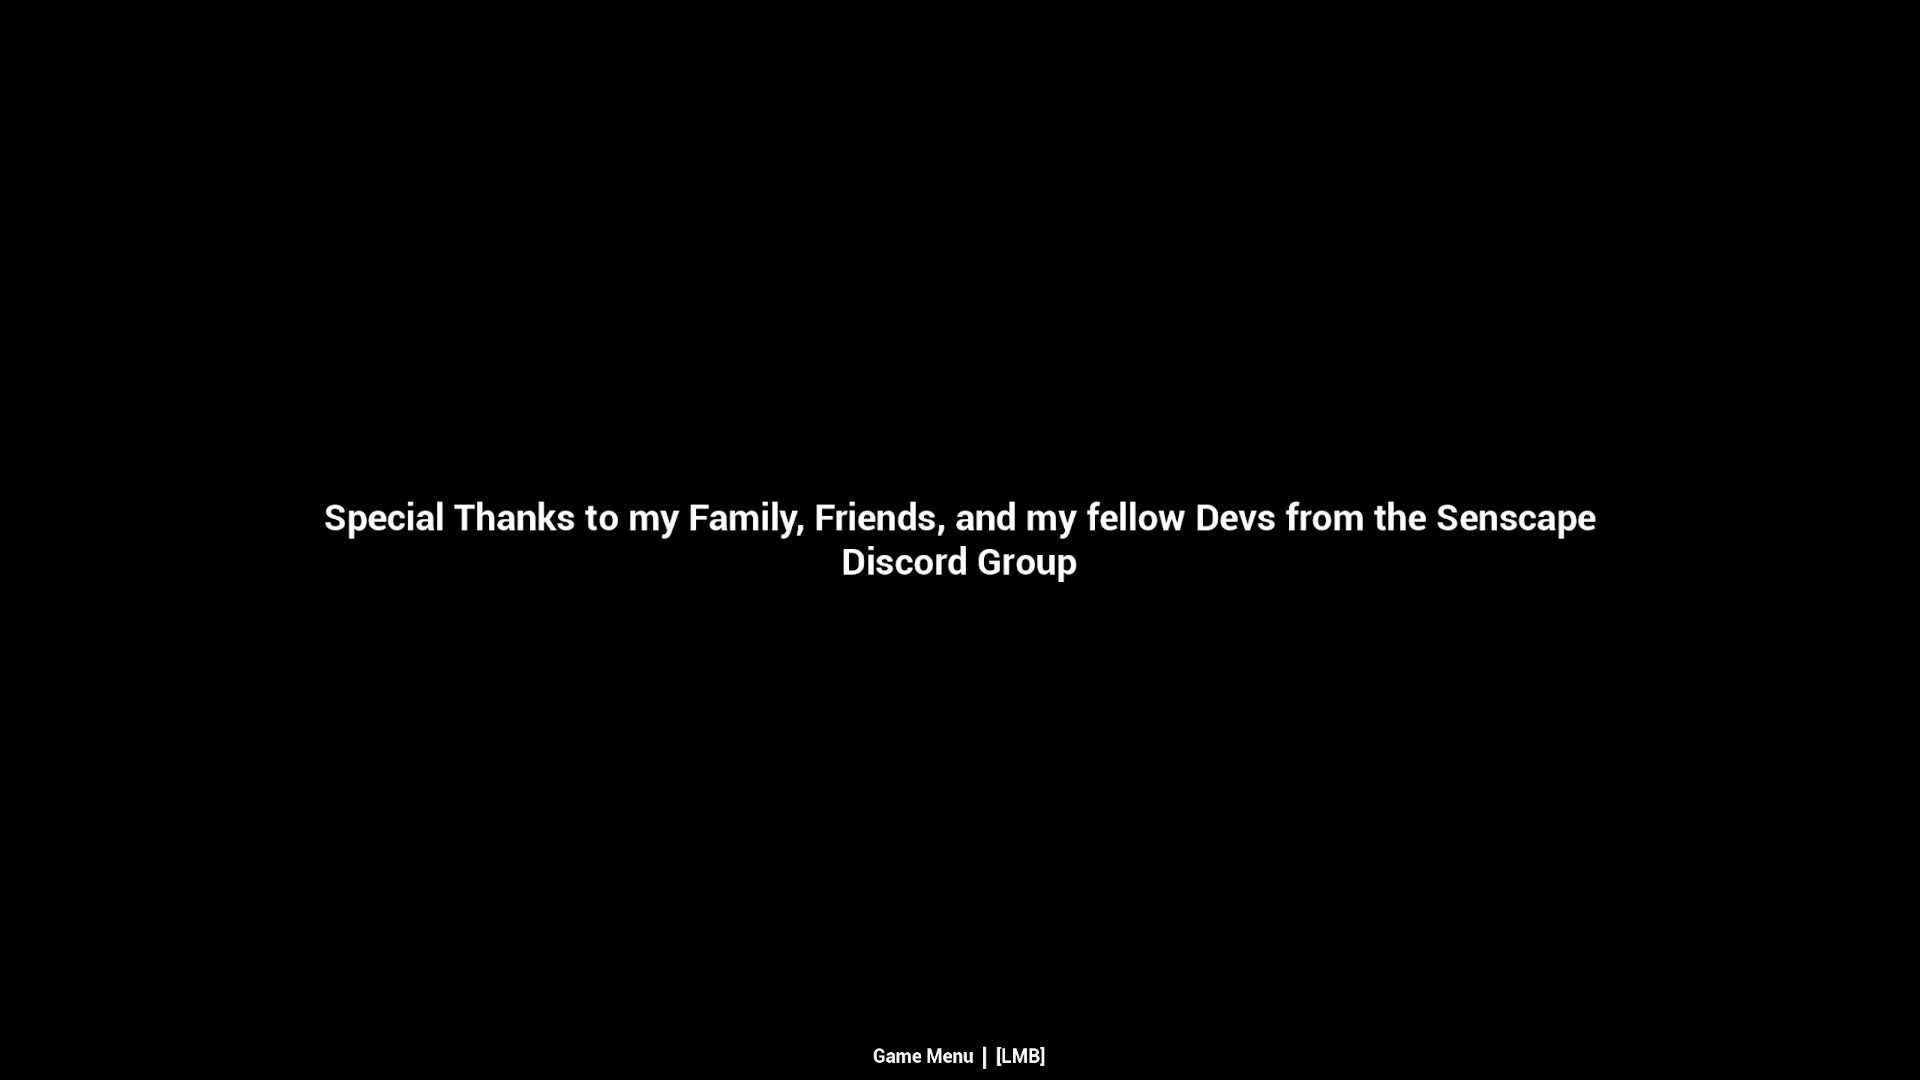 Special Thanks to my Family, Friends, and my fellow Devs from the Senscape
Discord Group
Game Menu | [LMB]